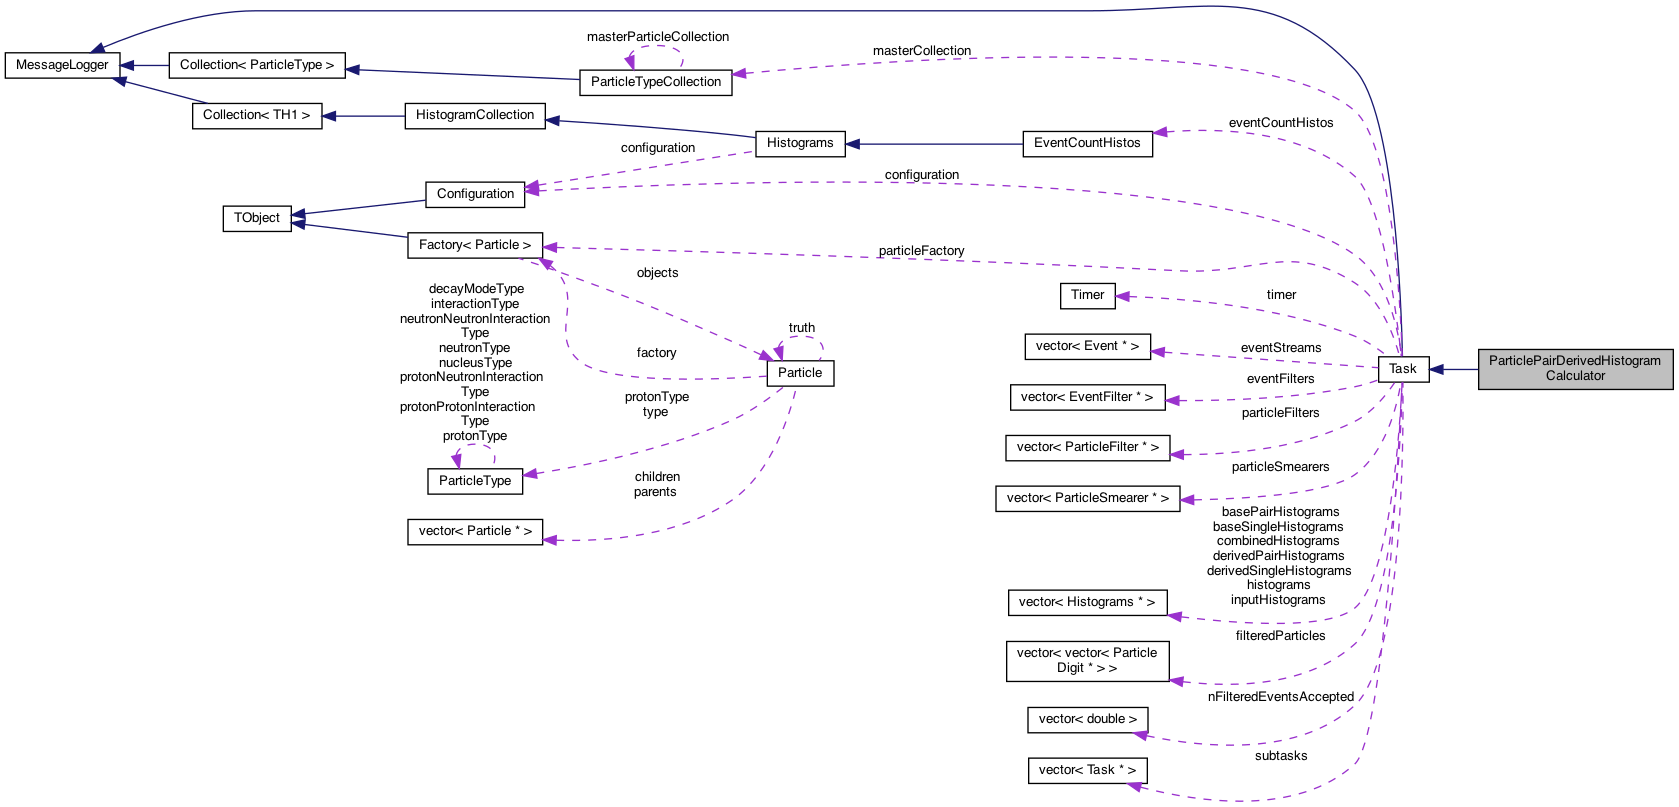 masterParticleCollection
masterCollection
MessageLogger
Collection< ParticleType >
ParticleTypeCollection
Collection< TH1 >
HistogramCollection
eventCountHistos
Histograms
EventCountHistos
configuration
configuration
Configuration
TObject
Factory< Particle >
particleFactory
objects
decayModeType
interactionType
neutronNeutronInteraction
Type
neutronType
nucleusType
protonNeutronInteraction
Type
protonProtonInteraction
Type
protonType
Timer
timer
truth
factory
Particle
vector< Event * >
eventStreams
Task
ParticlePairDerivedHistogram
Calculator
eventFilters
vector< EventFilter * >
protonType
type
particleFilters
vector< ParticleFilter * >
particleSmearers
ParticleType
children
parents
vector< ParticleSmearer * >
vector< Particle * >
basePairHistograms
baseSingleHistograms
combinedHistograms
derivedPairHistograms
derivedSingleHistograms
histograms
inputHistograms
vector< Histograms * >
filteredParticles
vector< vector< Particle
Digit * > >
nFilteredEventsAccepted
vector< double >
subtasks
vector< Task * >